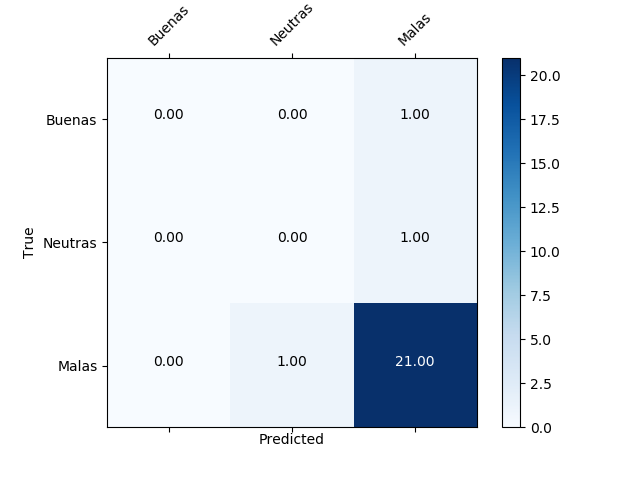 Buenas Neutras Malas
Buenas 0.00 0.00 1.00
Neutras 0.00 0.00 1.00
Malas 0.00 1.00 21.00
True
Predicted
20.0
17.5
15.0
12.5
10.0
7.5
5.0
2.5
0.0